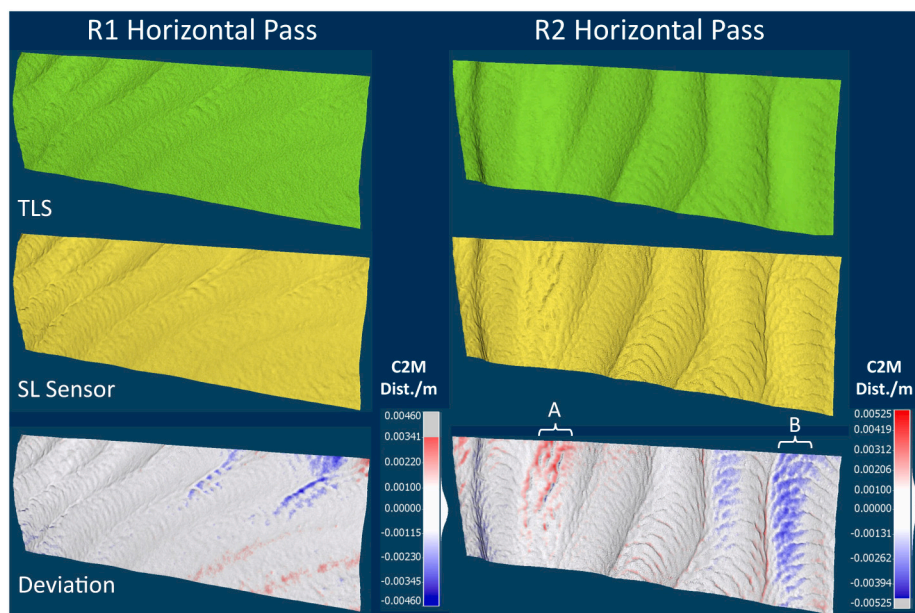 R1 Horizontal Pass
R2 Horizontal Pass
TLS
SL Sensor
C2M
Dist./m
0.00460
0.00341
0.00220
0.00100
0.00000
-0.00115
-0.00230
-0.00345
-0.00460
Deviation
A
B
C2M
Dist./m
0.00525
0.00419
0.00312
0.00206
0.00100
0.00000
-0.00131
-0.00262
-0.00394
-0.00525